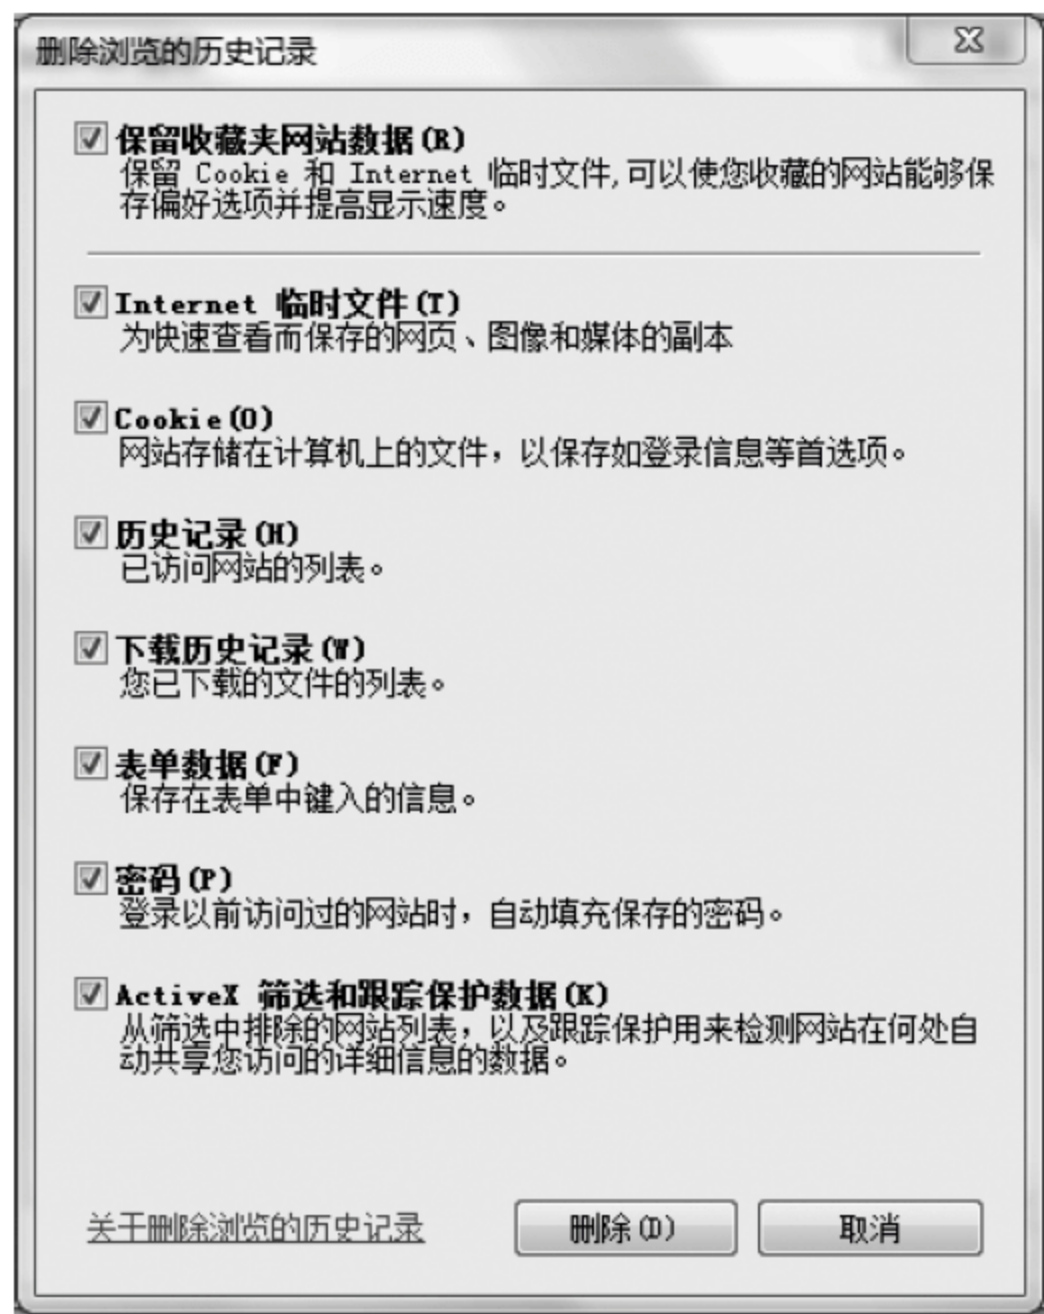 删除浏览的历史记录
保留收藏夹网站数据(R)
保留 Cookie 和 Internet 临时文件,可以使您收藏的网站能够保
存偏好选项并提高显示速度。
Internet 临时文件(T)
为快速查看而保存的网页、图像和媒体的副本
Cookie(O)
网站存储在计算机上的文件，以保存如登录信息等首选项。
历史记录(H)
已访问网站的列表。
下载历史记录(W)
您已下载的文件的列表。
表单数据(F)
保存在表单中键入的信息。
密码(P)
登录以前访问过的网站时，自动填充保存的密码。
ActiveX 筛选和跟踪保护数据(K)
从筛选中排除的网站列表，以及跟踪保护用来检测网站在何处自
动共享您访问的详细信息的数据。
关于删除浏览的历史记录 删除(D) 取消